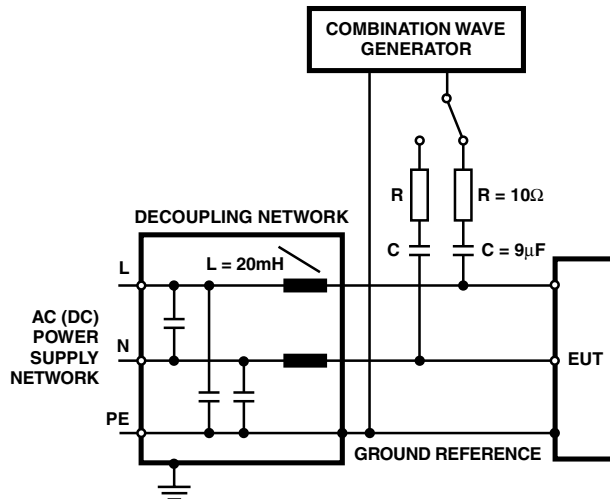 COMBINATION WAVE
GENERATOR
R
R = 10Ω
DECOUPLING NETWORK
L
L = 20mH
C
C = 9μF
AC (DC)
POWER
SUPPLY
NETWORK
N
EUT
PE
GROUND REFERENCE